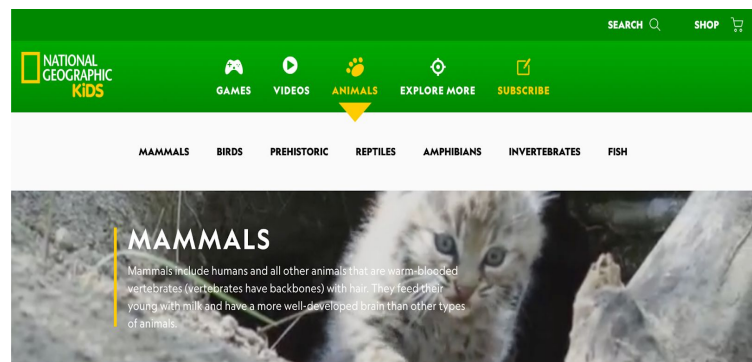 SEARCH SHOP
NATIONAL
GEOGRAPHIC
KiDS
GAMES VIDEOS ANIMALS EXPLORE MORE SUBSCRIBE
MAMMALS BIRDS PREHISTORIC REPTILES AMPHIBIANS INVERTEBRATES FISH
MAMMALS
Mammals include humans and all other animals that are warm-blooded
vertebrates (vertebrates have backbones) with hair. They feed their
young with milk and have a more well-developed brain than other types
of animals.